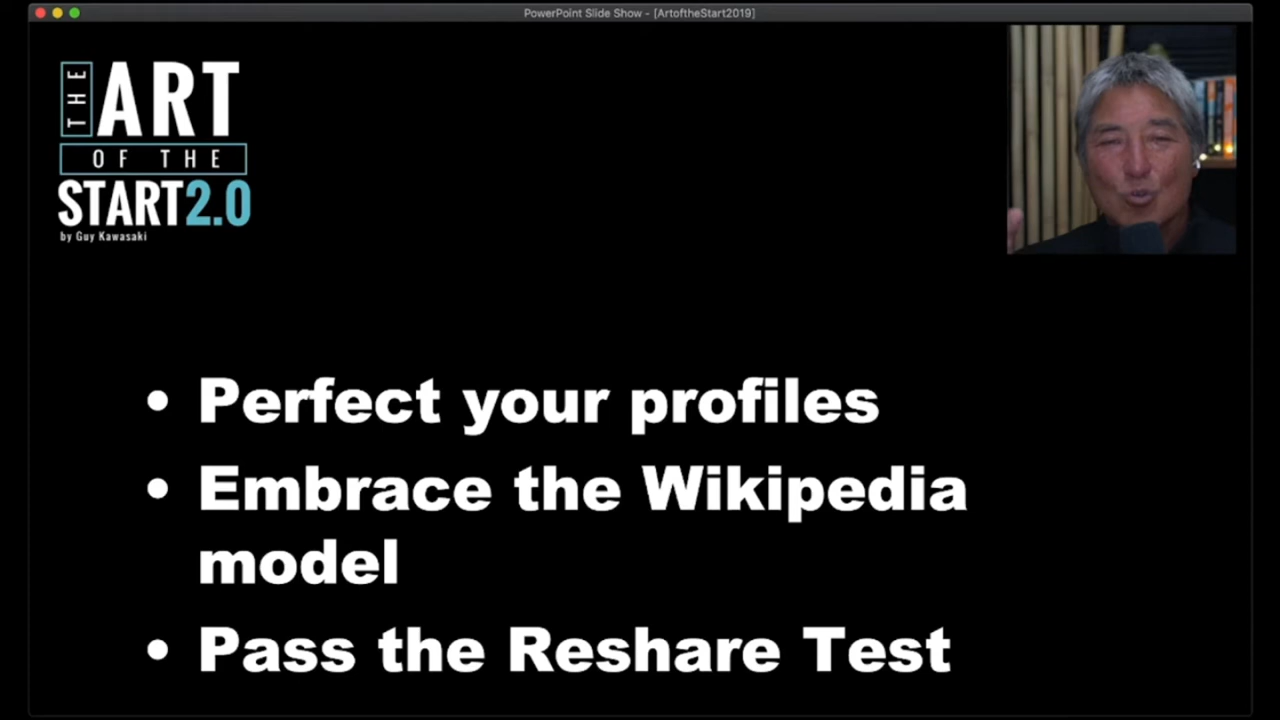 PowerPoint Slide Show - [ArtoftheStart2019]
THE ART
OF THE
START2.0
by Guy Kawasaki
• Perfect your profiles
• Embrace the Wikipedia
model
• Pass the Reshare Test